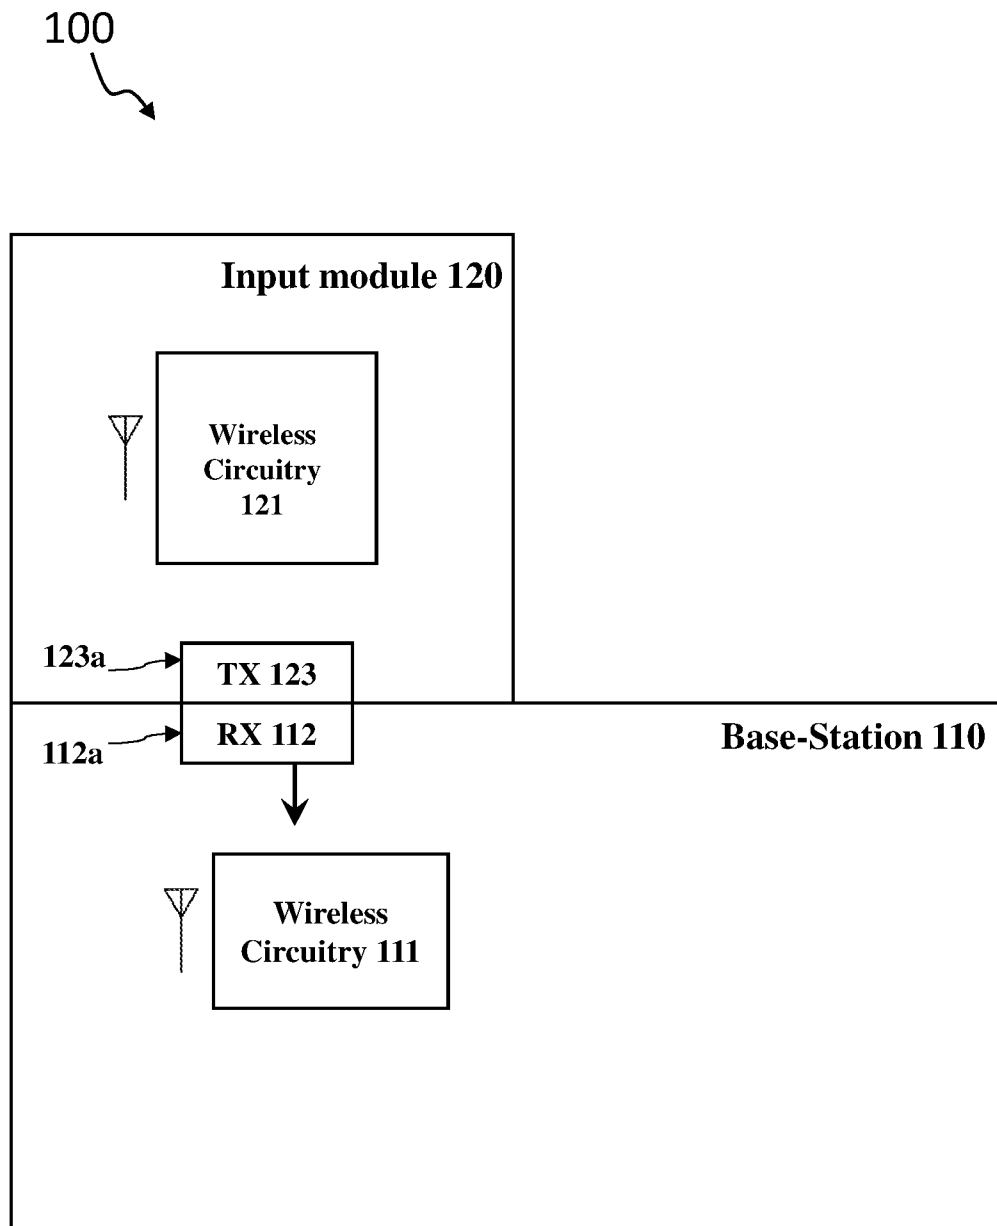 100
Input module 120
Wireless
Circuitry
121
123a
TX 123
RX 112
112a
Base-Station 110
Wireless
Circuitry 111